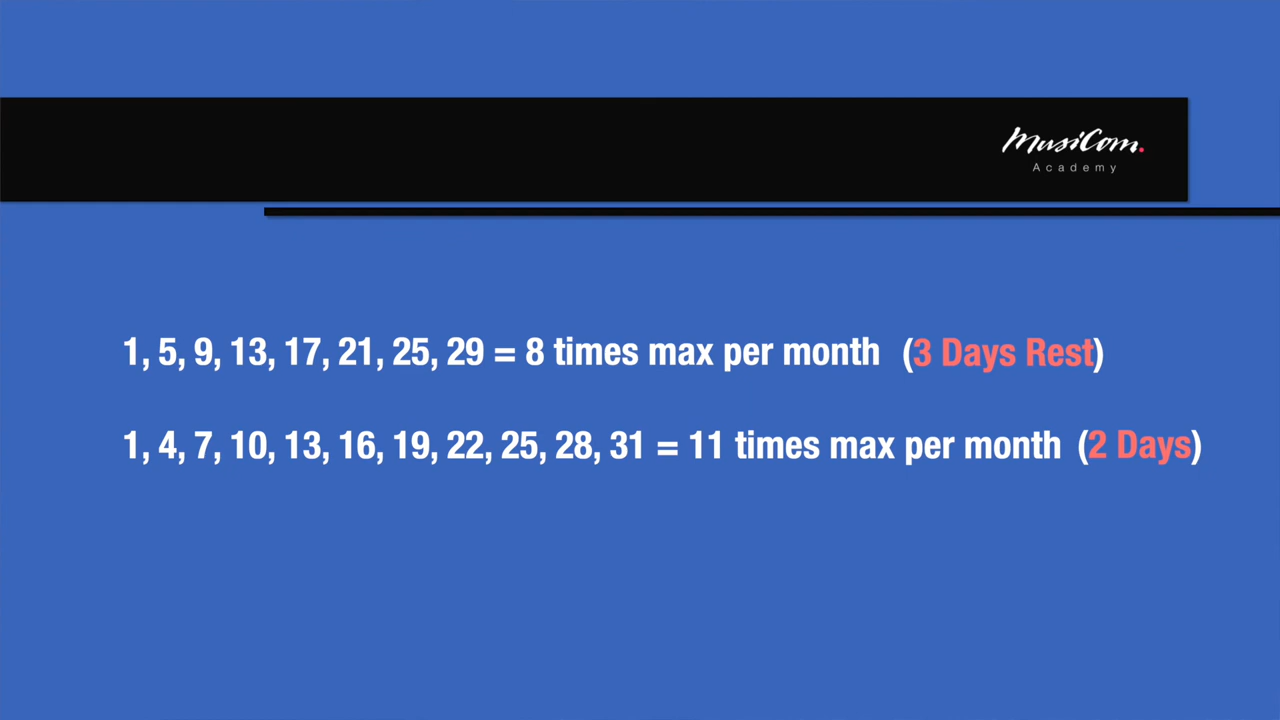 MusiCom.
Academy
1, 5, 9, 13, 17, 21, 25, 29 = 8 times max per month (3 Days Rest)
1, 4, 7, 10, 13, 16, 19, 22, 25, 28, 31 = 11 times max per month (2 Days)